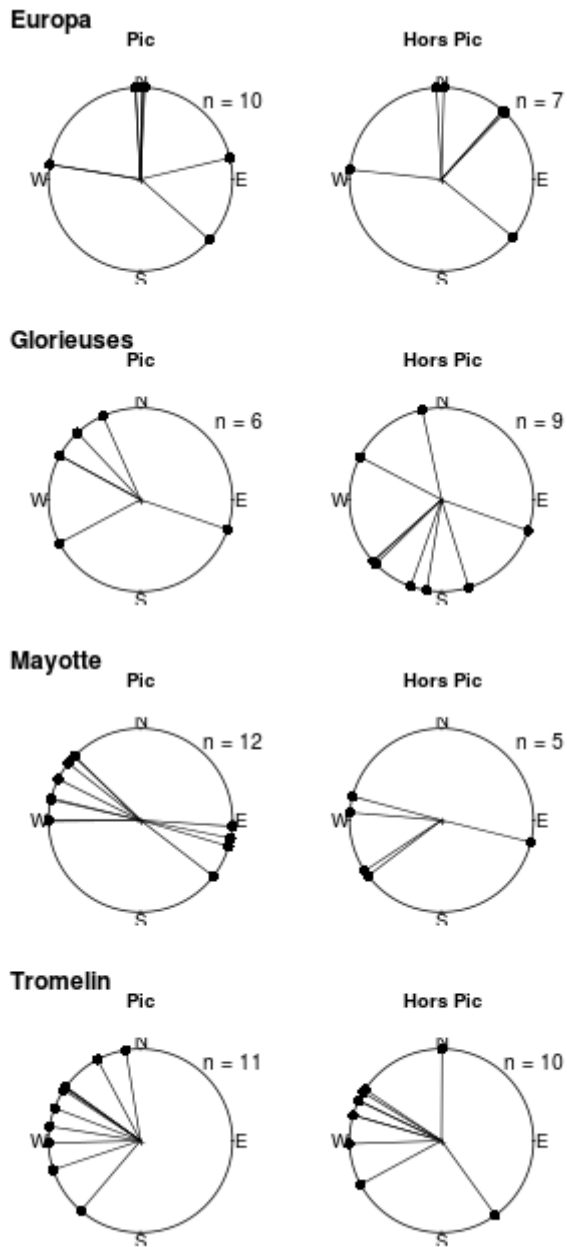 Europa
Pic Hors Pic
N N
n = 10 n = 7
W E W E
S S
Glorieuses
Pic Hors Pic
N N
n = 6 n = 9
W E W E
S S
Mayotte
Pic Hors Pic
N N
n = 12 n = 5
W E W E
S S
Tromelin
Pic Hors Pic
N N
n = 11 n = 10
W E W E
S S